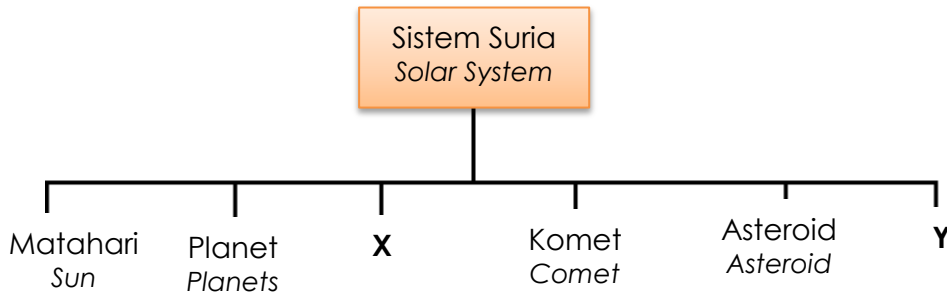 Sistem Suria
Solar System
Matahari
Sun
Planet
Planets
X
Komet
Comet
Asteroid
Asteroid
Y